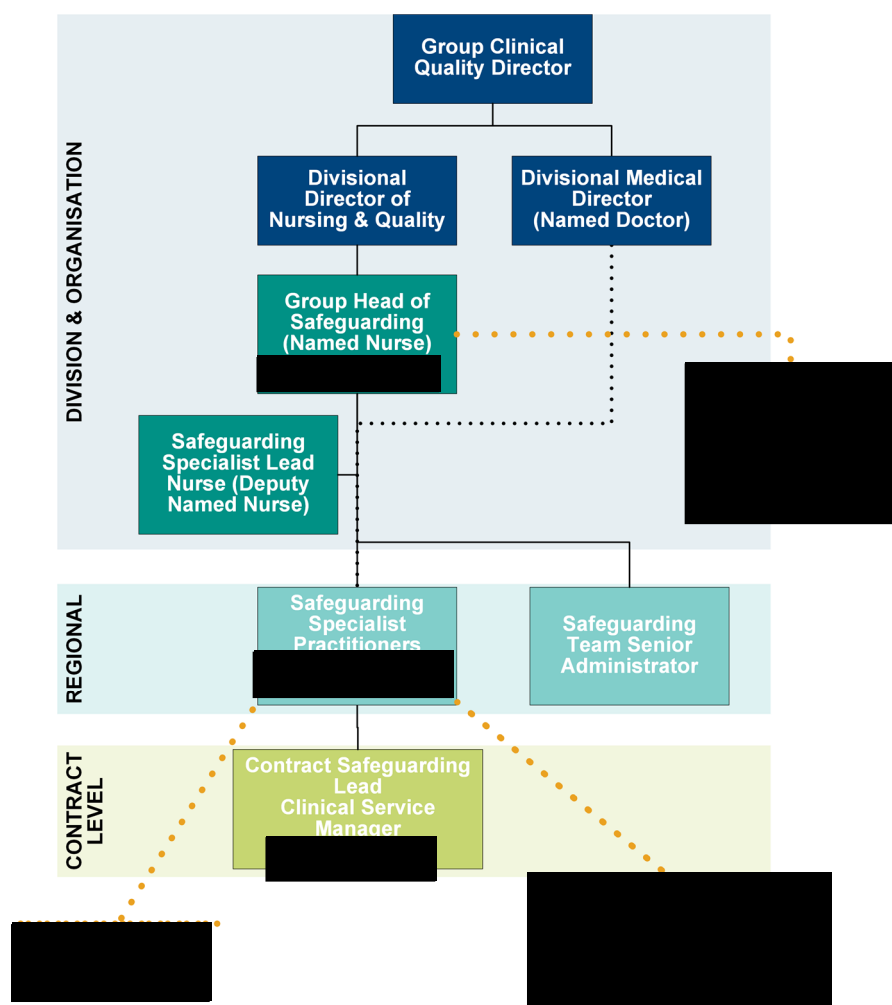 Group Clinical
Quality Director
DIVISION & ORGANISATION
Divisional
Director of
Nursing & Quality
Divisional Medical
Director
(Named Doctor)
Group Head of
Safeguarding
(Named Nurse)
Safeguarding
Specialist Lead
Nurse (Deputy
Named Nurse)
REGIONAL
Safeguarding
Specialist
Practitioners
Safeguarding
Team Senior
Administrator
CONTRACT
LEVEL
Contract Safeguarding
Lead
Clinical Service
Manager